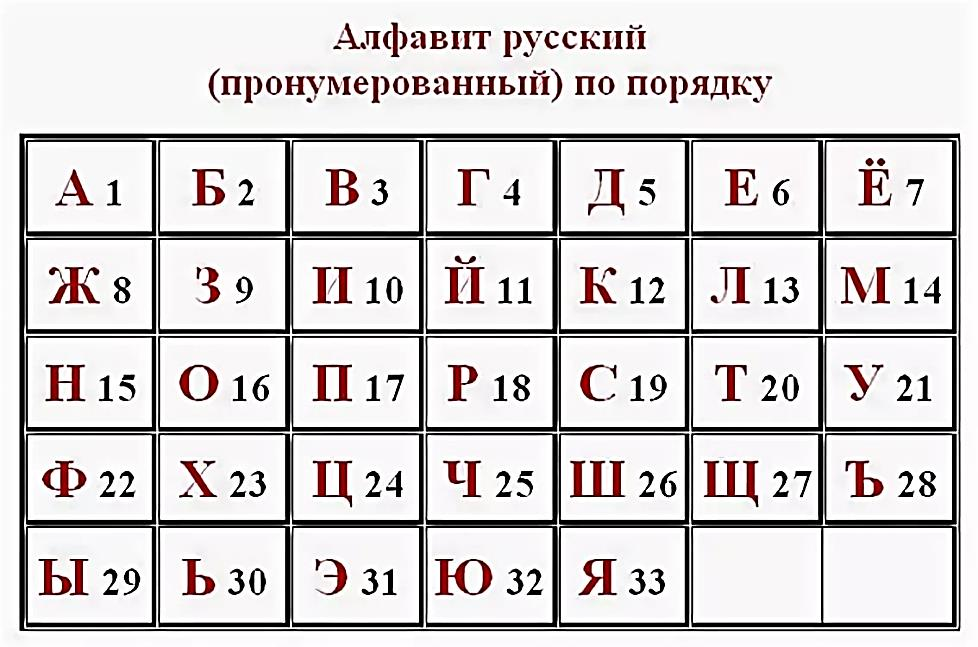 Алфавит русский
(пронумерованный) по порядку
А 1 Б 2 В 3 Г 4 Д 5 Е 6 Ё 7
Ж 8 З 9 И 10 Й 11 К 12 Л 13 М 14
Н 15 О 16 П 17 Р 18 С 19 Т 20 У 21
Ф 22 Х 23 Ц 24 Ч 25 Ш 26 Щ 27 Ъ 28
Ы 29 Ь 30 Э 31 Ю 32 Я 33